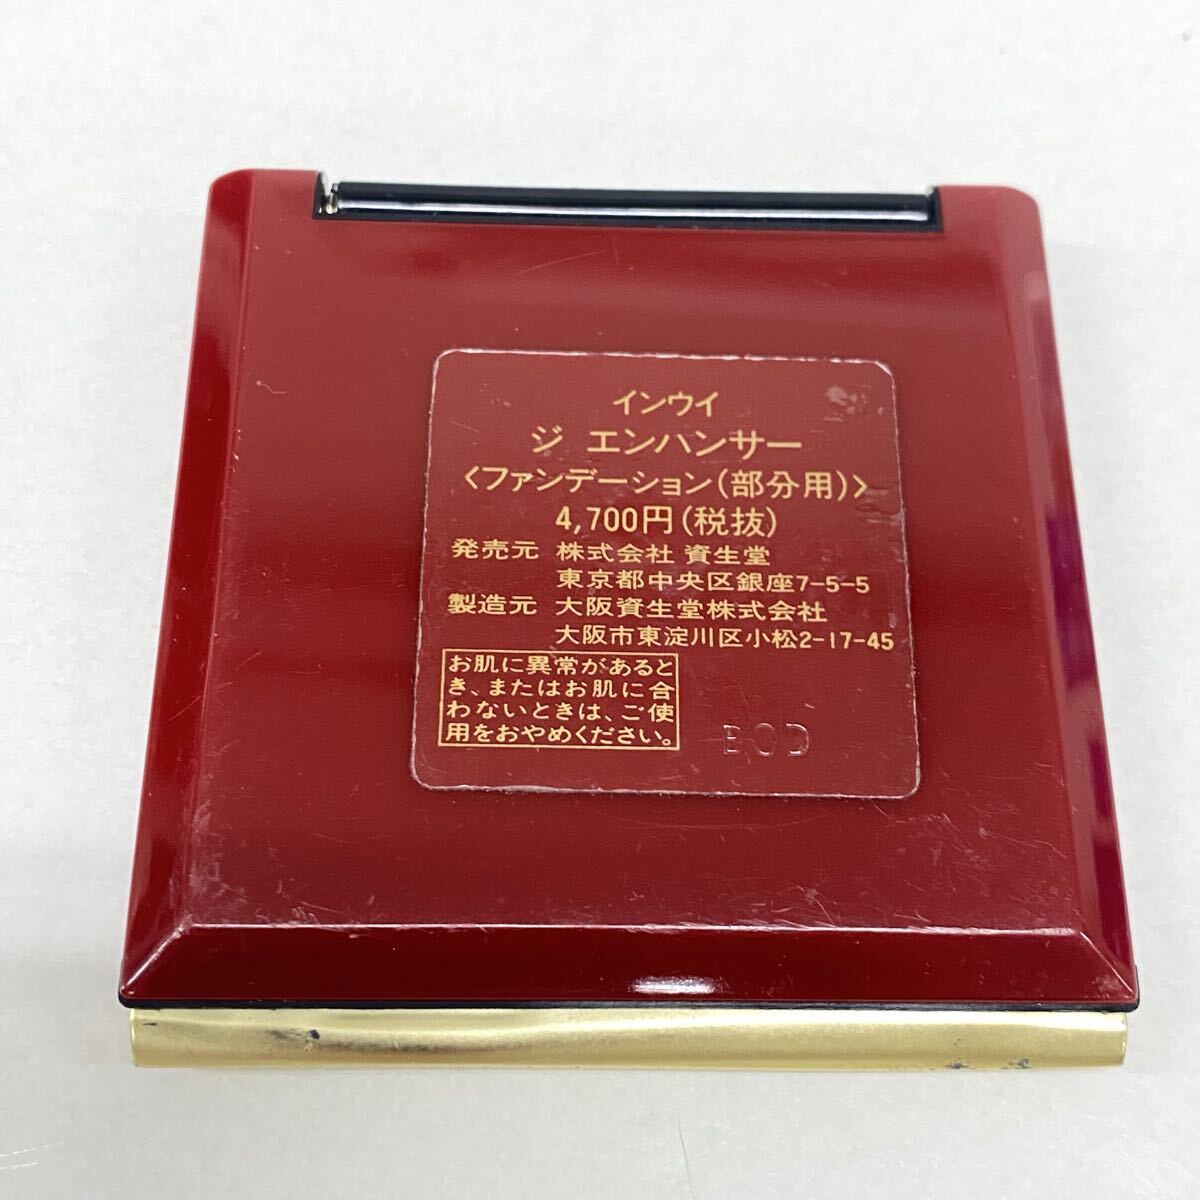 インウイ
ジ エンハンサー
<ファンデーション(部分用)>
4,700円(税抜)
発売元 株式会社 資生堂
東京都中央区銀座7-5-5
製造元 大阪資生堂株式会社
大阪市東淀川区小松2-17-45
お肌に異常があると
き、またはお肌に合
わないときは、ご使
用をおやめください。
BOD